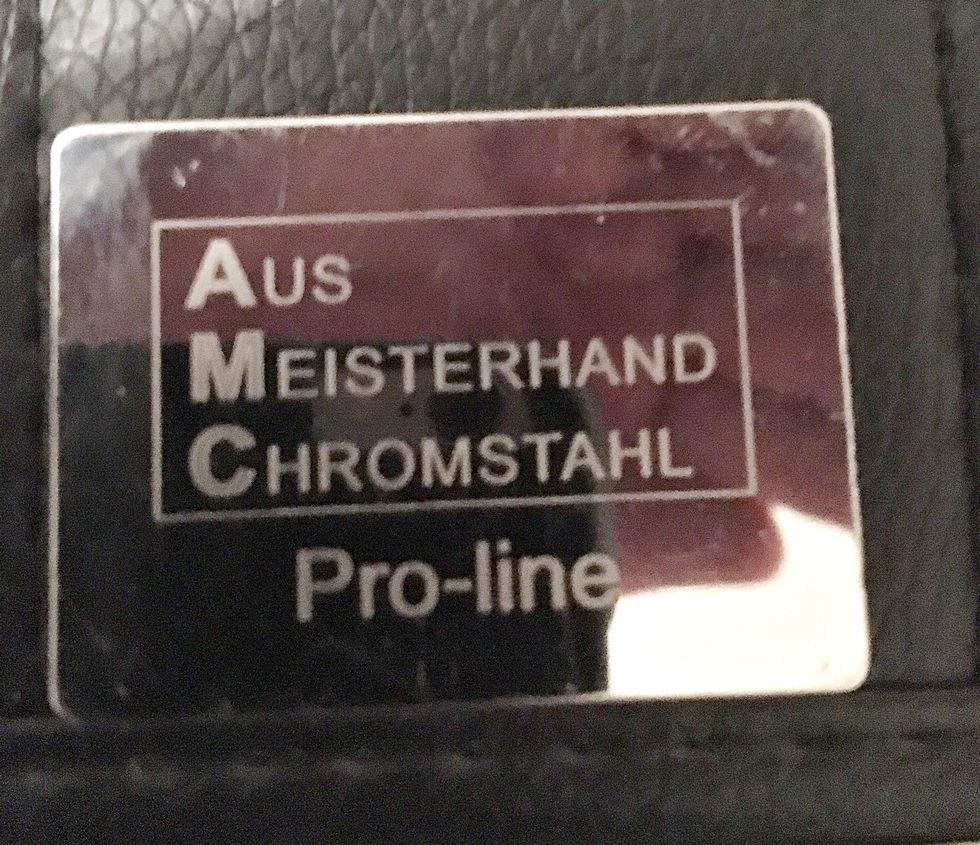 AUS
MEISTERHAND
CHROMSTAHL
Pro-line